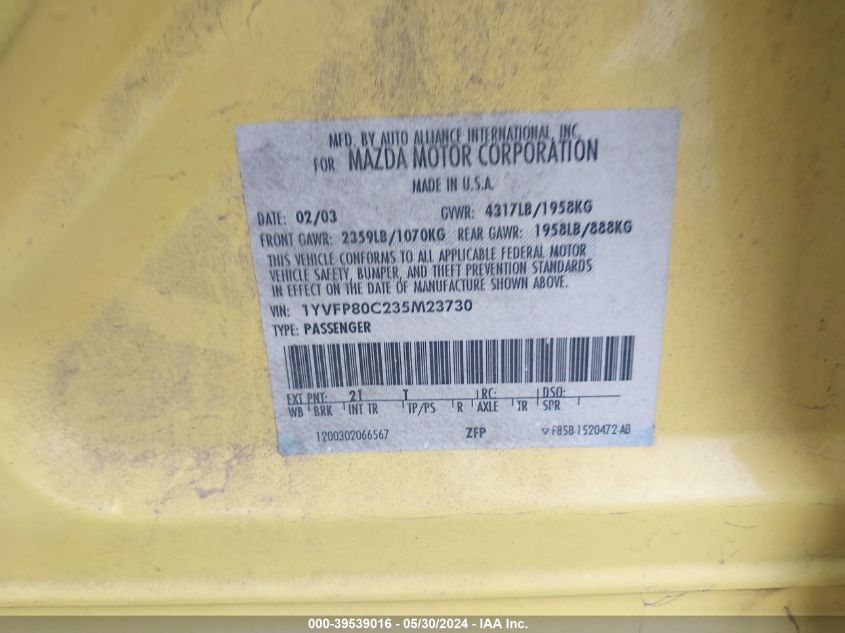 MFD. BY AUTO ALLIANCE INTERNATIONAL, INC.
FOR MAZDA MOTOR CORPORATION
MADE IN U.S.A.
DATE: 02/03 GVWR: 4317LB/1958KG
FRONT GAWR: 2359LB/1070KG REAR GAWR: 1958LB/888KG
THIS VEHICLE CONFORMS TO ALL APPLICABLE FEDERAL MOTOR
VEHICLE SAFETY, BUMPER, AND THEFT PREVENTION STANDARDS
IN EFFECT ON THE DATE OF MANUFACTURE SHOWN ABOVE.
VIN: 1YVFP80C235M23730
TYPE: PASSENGER
EXT PNT: 2T T RC: DSO:
WB BRK INT TR TP/PS R AXLE TR SPR
1200302066567 ZFP ▽ F85B-1520472-AB
000-39539016 - 05/30/2024 - IAA Inc.